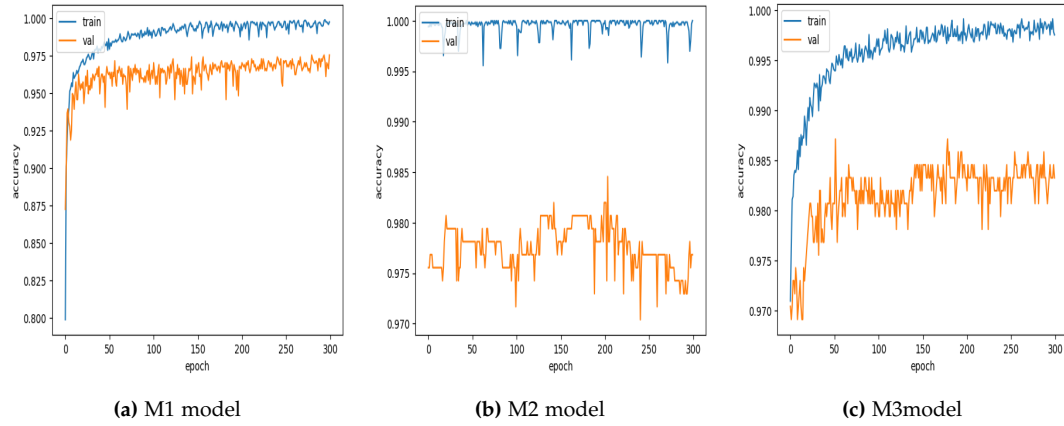 train
val
1.000
0.975
0.950
0.925
0.900
0.875
0.850
0.825
0.800
accuracy
0 50 100 150 200 250 300
epoch
(a) M1 model
train
val
1.000
0.995
0.990
0.985
0.980
0.975
0.970
accuracy
0 50 100 150 200 250 300
epoch
(b) M2 model
train
val
1.000
0.995
0.990
0.985
0.980
0.975
0.970
accuracy
0 50 100 150 200 250 300
epoch
(c) M3model